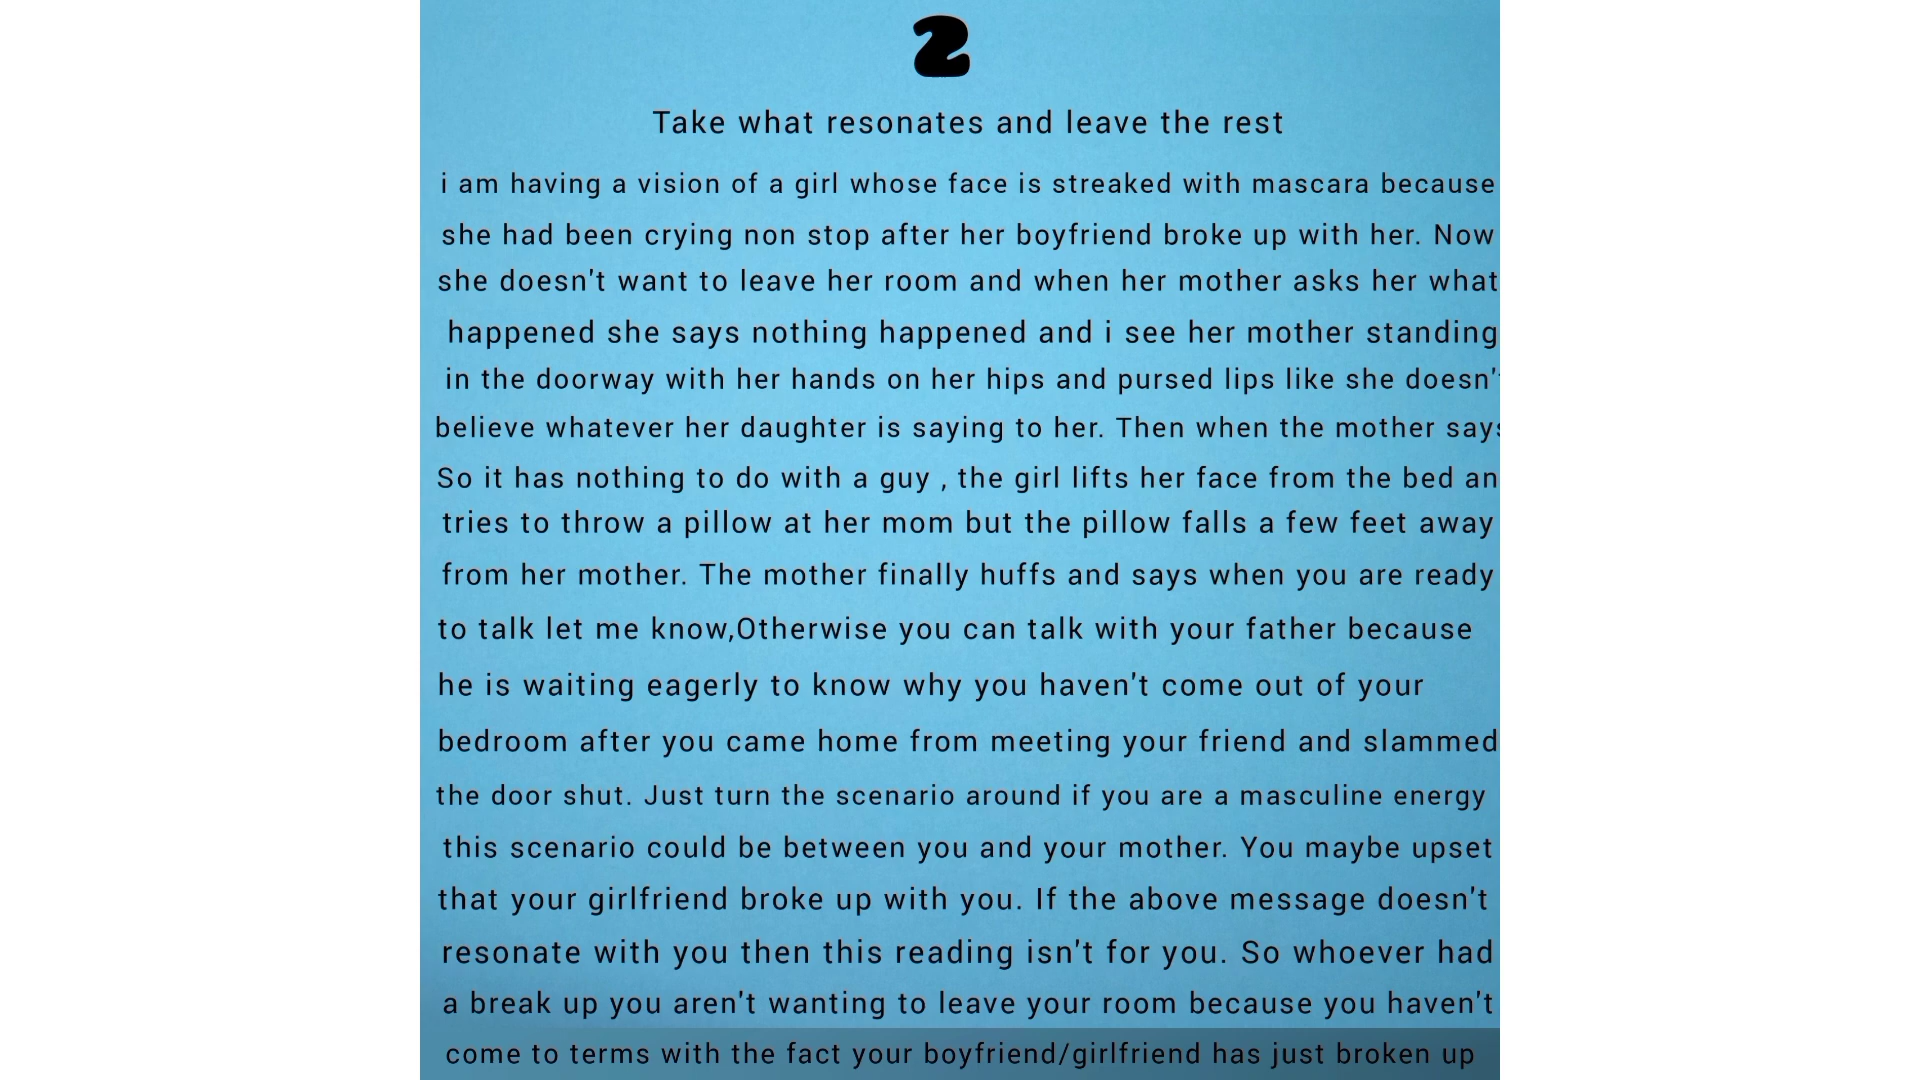 2
Take what resonates and leave the rest
i am having a vision of a girl whose face is streaked with mascara because
she had been crying non stop after her boyfriend broke up with her. Now
she doesn't want to leave her room and when her mother asks her what
happened she says nothing happened and i see her mother standing
in the doorway with her hands on her hips and pursed lips like she doesn'
believe whatever her daughter is saying to her. Then when the mother says
So it has nothing to do with a guy , the girl lifts her face from the bed an
tries to throw a pillow at her mom but the pillow falls a few feet away
from her mother. The mother finally huffs and says when you are ready
to talk let me know,Otherwise you can talk with your father because
he is waiting eagerly to know why you haven't come out of your
bedroom after you came home from meeting your friend and slammed
the door shut. Just turn the scenario around if you are a masculine energy
this scenario could be between you and your mother. You maybe upset
that your girlfriend broke up with you. If the above message doesn't
resonate with you then this reading isn't for you. So whoever had
a break up you aren't wanting to leave your room because you haven't
come to terms with the fact your boyfriend/girlfriend has just broken up